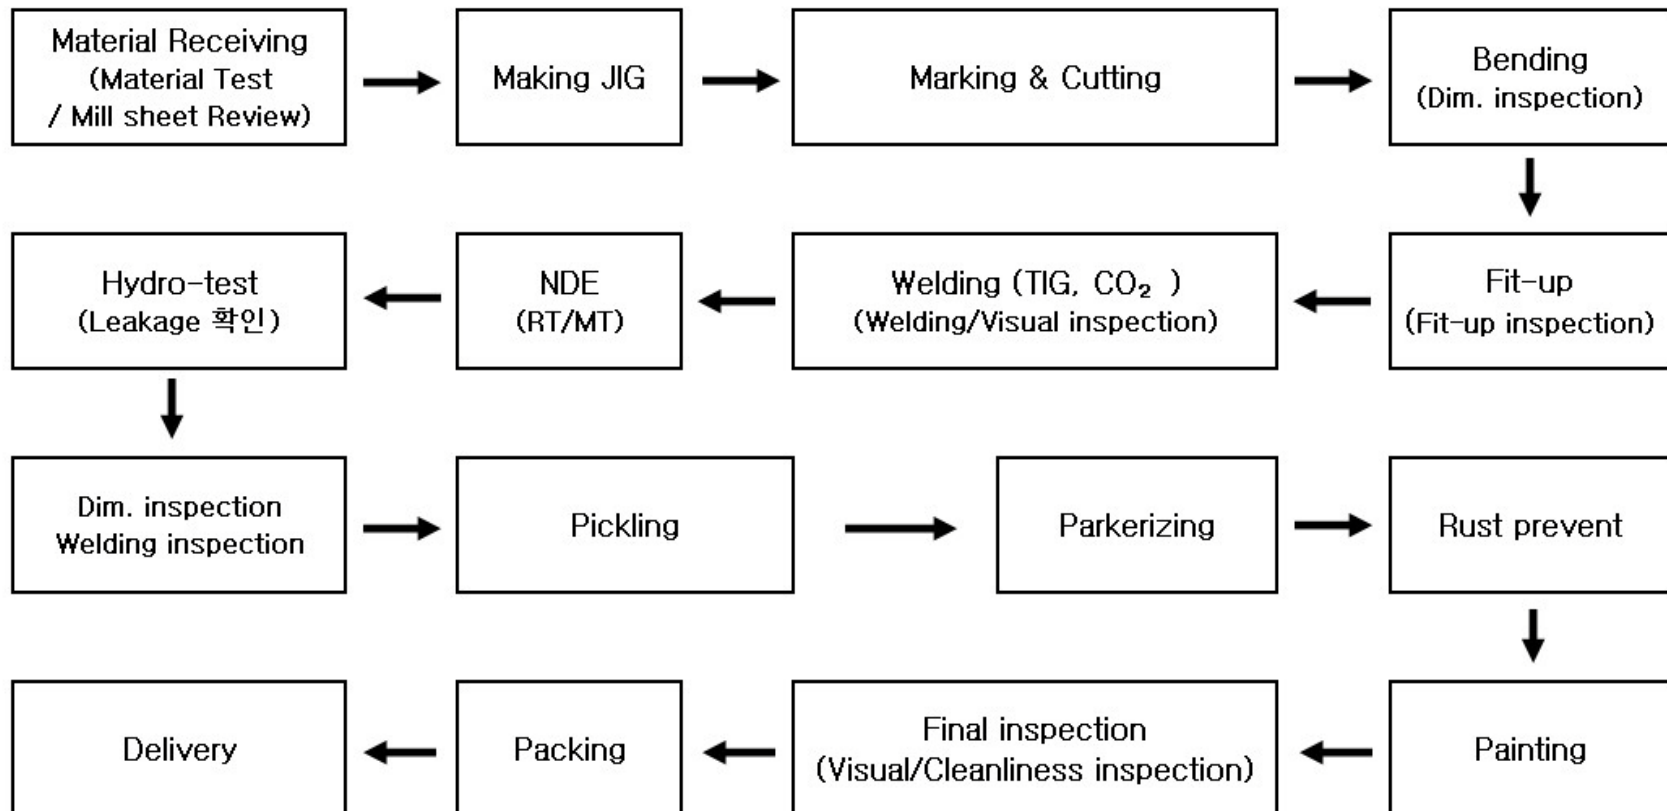 Material Receiving
(Material Test
/ Mill sheet Review)
Making JIG
Marking & Cutting
Bending
(Dim. inspection)
Fit-up
(Fit-up inspection)
Welding (TIG, CO₂ )
(Welding/Visual inspection)
NDE
(RT/MT)
Hydro-test
(Leakage 확인)
Dim. inspection
Welding inspection
Pickling
Parkerizing
Rust prevent
Painting
Final inspection
(Visual/Cleanliness inspection)
Packing
Delivery